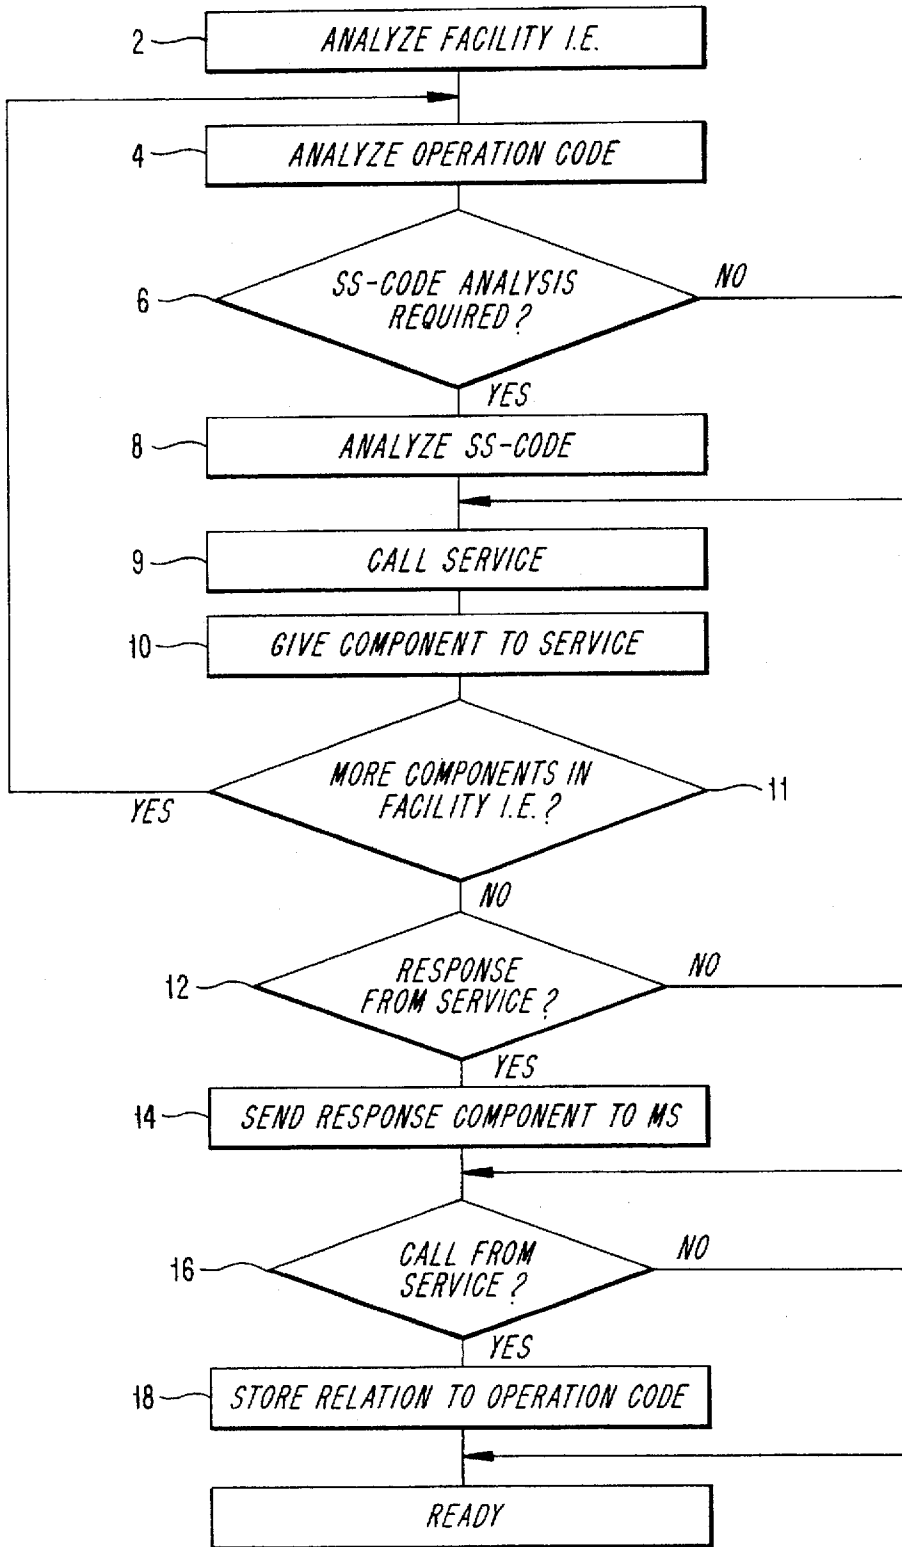 2
ANALYZE FACILITY I.E.
4
ANALYZE OPERATION CODE
6
SS-CODE ANALYSIS
REQUIRED?
NO
YES
8
ANALYZE SS-CODE
9
CALL SERVICE
10
GIVE COMPONENT TO SERVICE
MORE COMPONENTS IN
FACILITY I.E.?
11
YES
NO
12
RESPONSE
FROM SERVICE?
NO
YES
14
SEND RESPONSE COMPONENT TO MS
16
CALL FROM
SERVICE?
NO
YES
18
STORE RELATION TO OPERATION CODE
READY